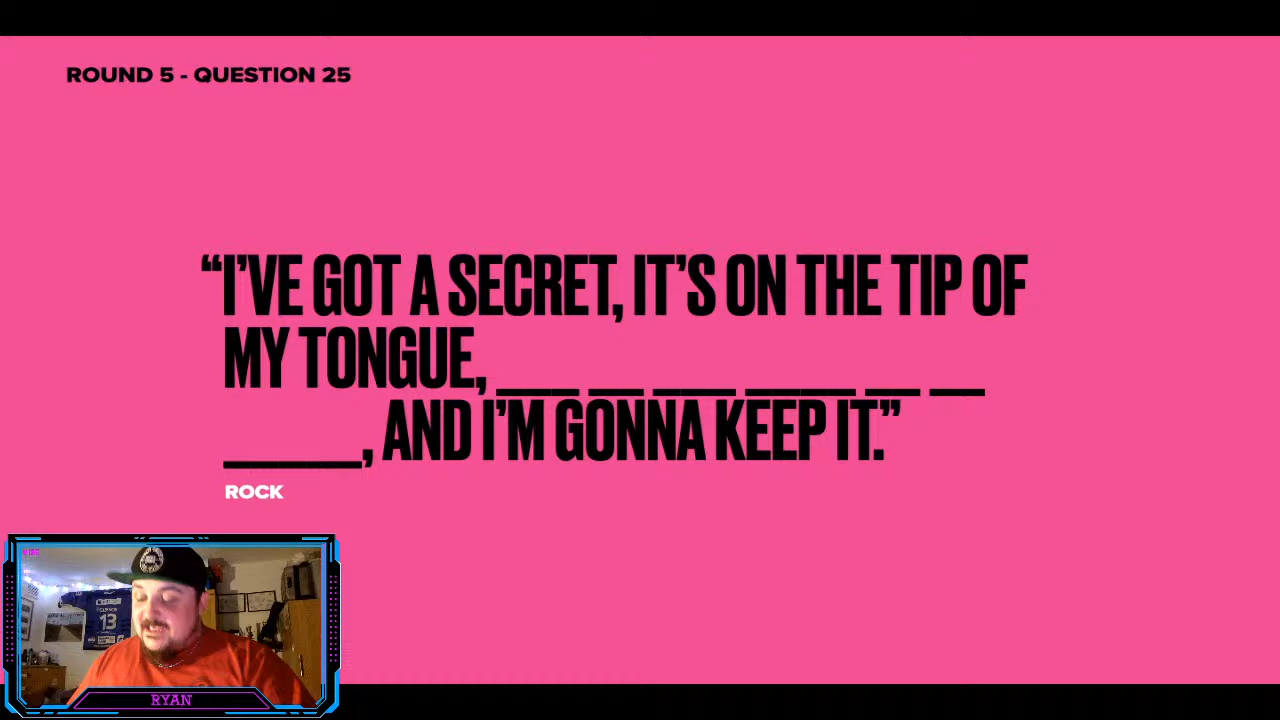 ROUND 5 - QUESTION 25
“I’VE GOT A SECRET, IT’S ON THE TIP OF
MY TONGUE, ___ __ ___ ____ __ __
_____, AND I’M GONNA KEEP IT.”
ROCK
13
RYAN